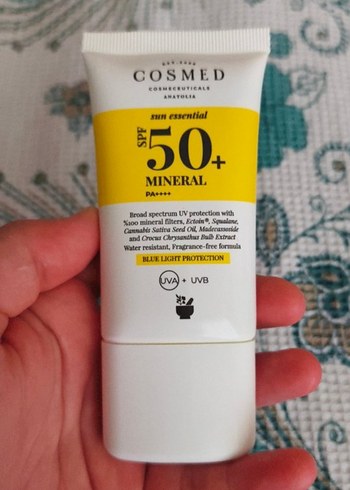 COSMED
COSMECEUTICALS
ANATOLIA
sun essential
SPF
50+
MINERAL
PA++++
Broad spectrum UV protection with
%100 mineral filters, Ectoin®, Squalane,
Cannabis Sativa Seed Oil, Madecassoside
and Crocus Chrysanthus Bulb Extract
Water resistant, Fragrance-free formula
BLUE LIGHT PROTECTION
UVA + UVB